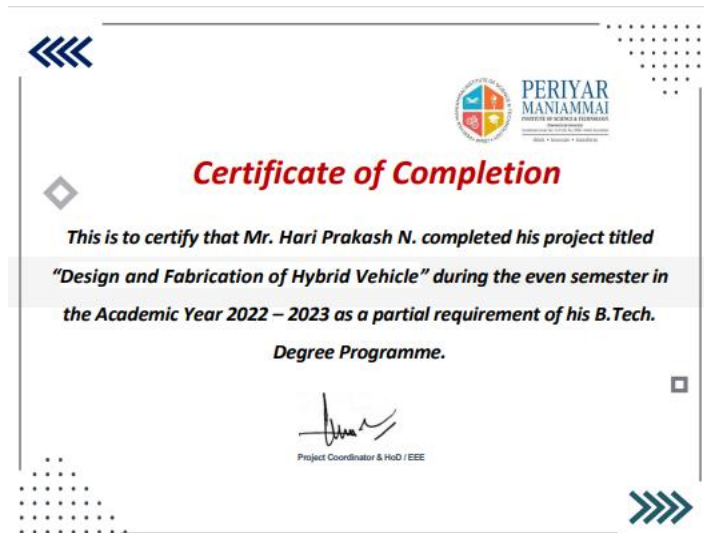 PERIYAR
MANIAMMAI
INSTITUTE OF SCIENCE & TECHNOLOGY
Certificate of Completion
This is to certify that Mr. Hari Prakash N. completed his project titled
“Design and Fabrication of Hybrid Vehicle” during the even semester in
the Academic Year 2022 – 2023 as a partial requirement of his B.Tech.
Degree Programme.
Project Coordinator & HoD / EEE